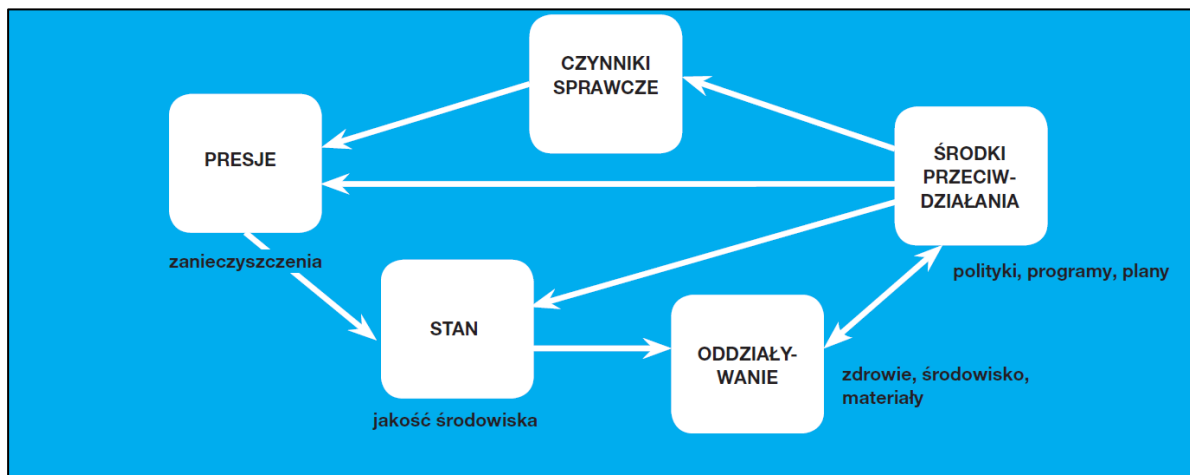 CZYNNIKI
SPRAWCZE
PRESJE
ŚRODKI
PRZECIW-
DZIAŁANIA
zanieczyszczenia
polityki, programy, plany
STAN
ODDZIAŁY-
WANIE
zdrowie, środowisko,
materiały
jakość środowiska